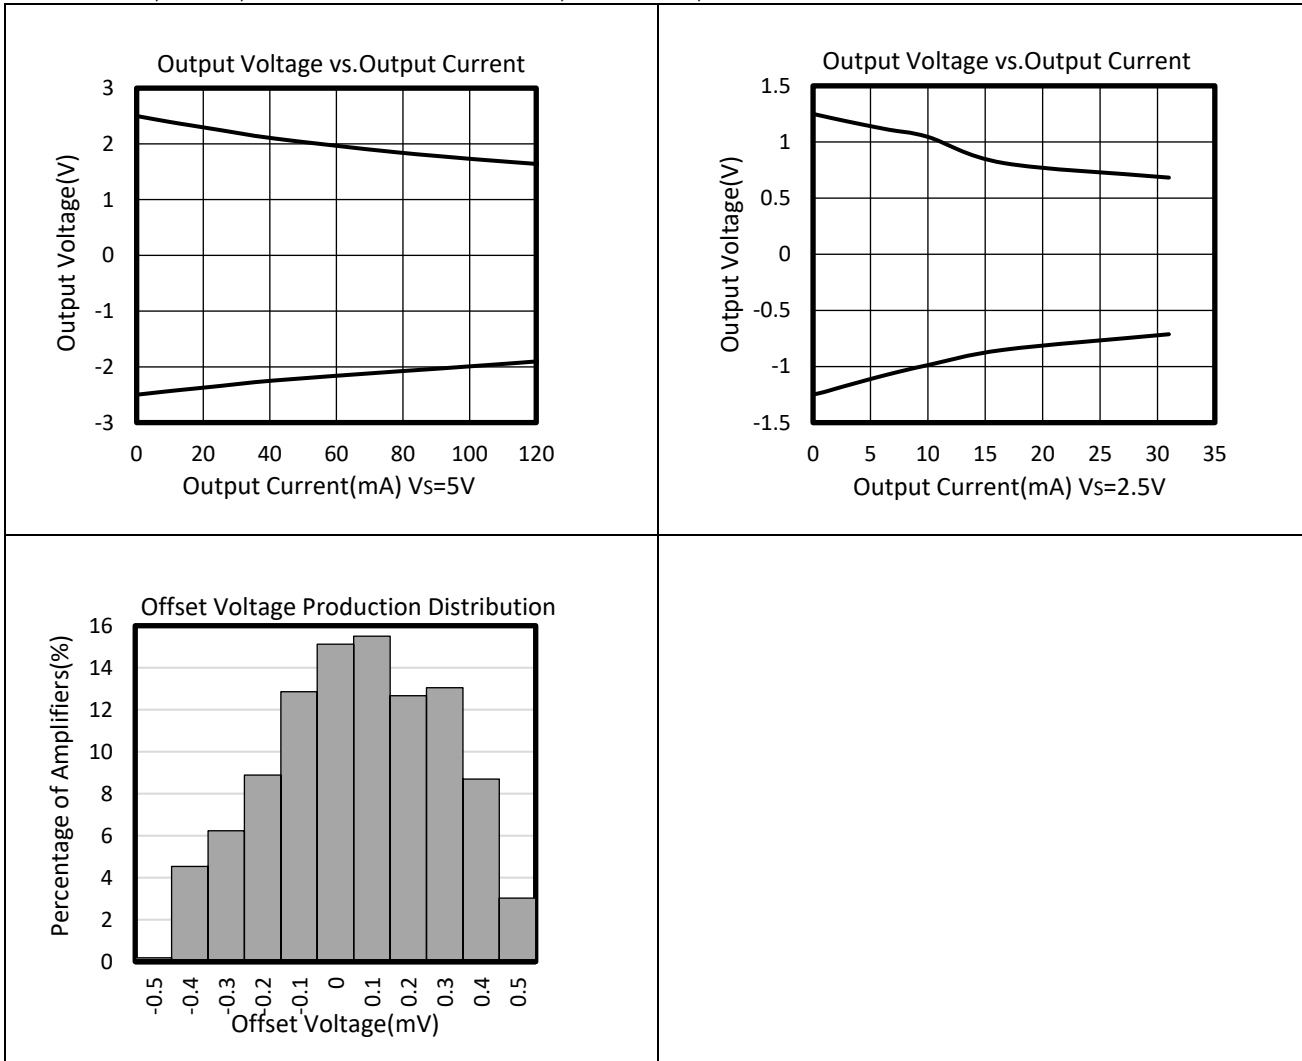 Output Voltage vs.Output Current
3
2
1
0
-1
-2
-3
Output Voltage(V)
0 20 40 60 80 100 120
Output Current(mA) VS=5V
Output Voltage vs.Output Current
1.5
1
0.5
0
-0.5
-1
-1.5
Output Voltage(V)
0 5 10 15 20 25 30 35
Output Current(mA) VS=2.5V
Offset Voltage Production Distribution
16
14
12
10
8
6
4
2
0
Percentage of Amplifiers(%)
-0.5 -0.4 -0.3 -0.2 -0.1 0 0.1 0.2 0.3 0.4 0.5
Offset Voltage(mV)